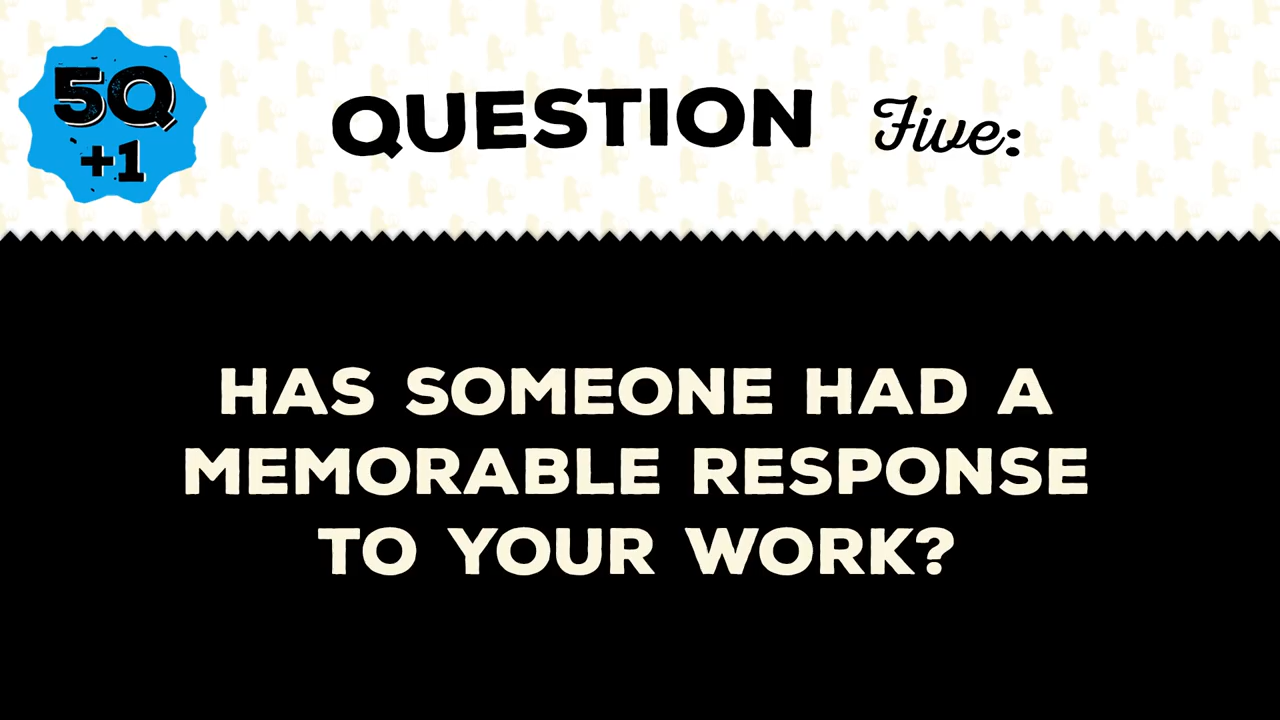 5Q
+1
QUESTION Five:
HAS SOMEONE HAD A
MEMORABLE RESPONSE
TO YOUR WORK?